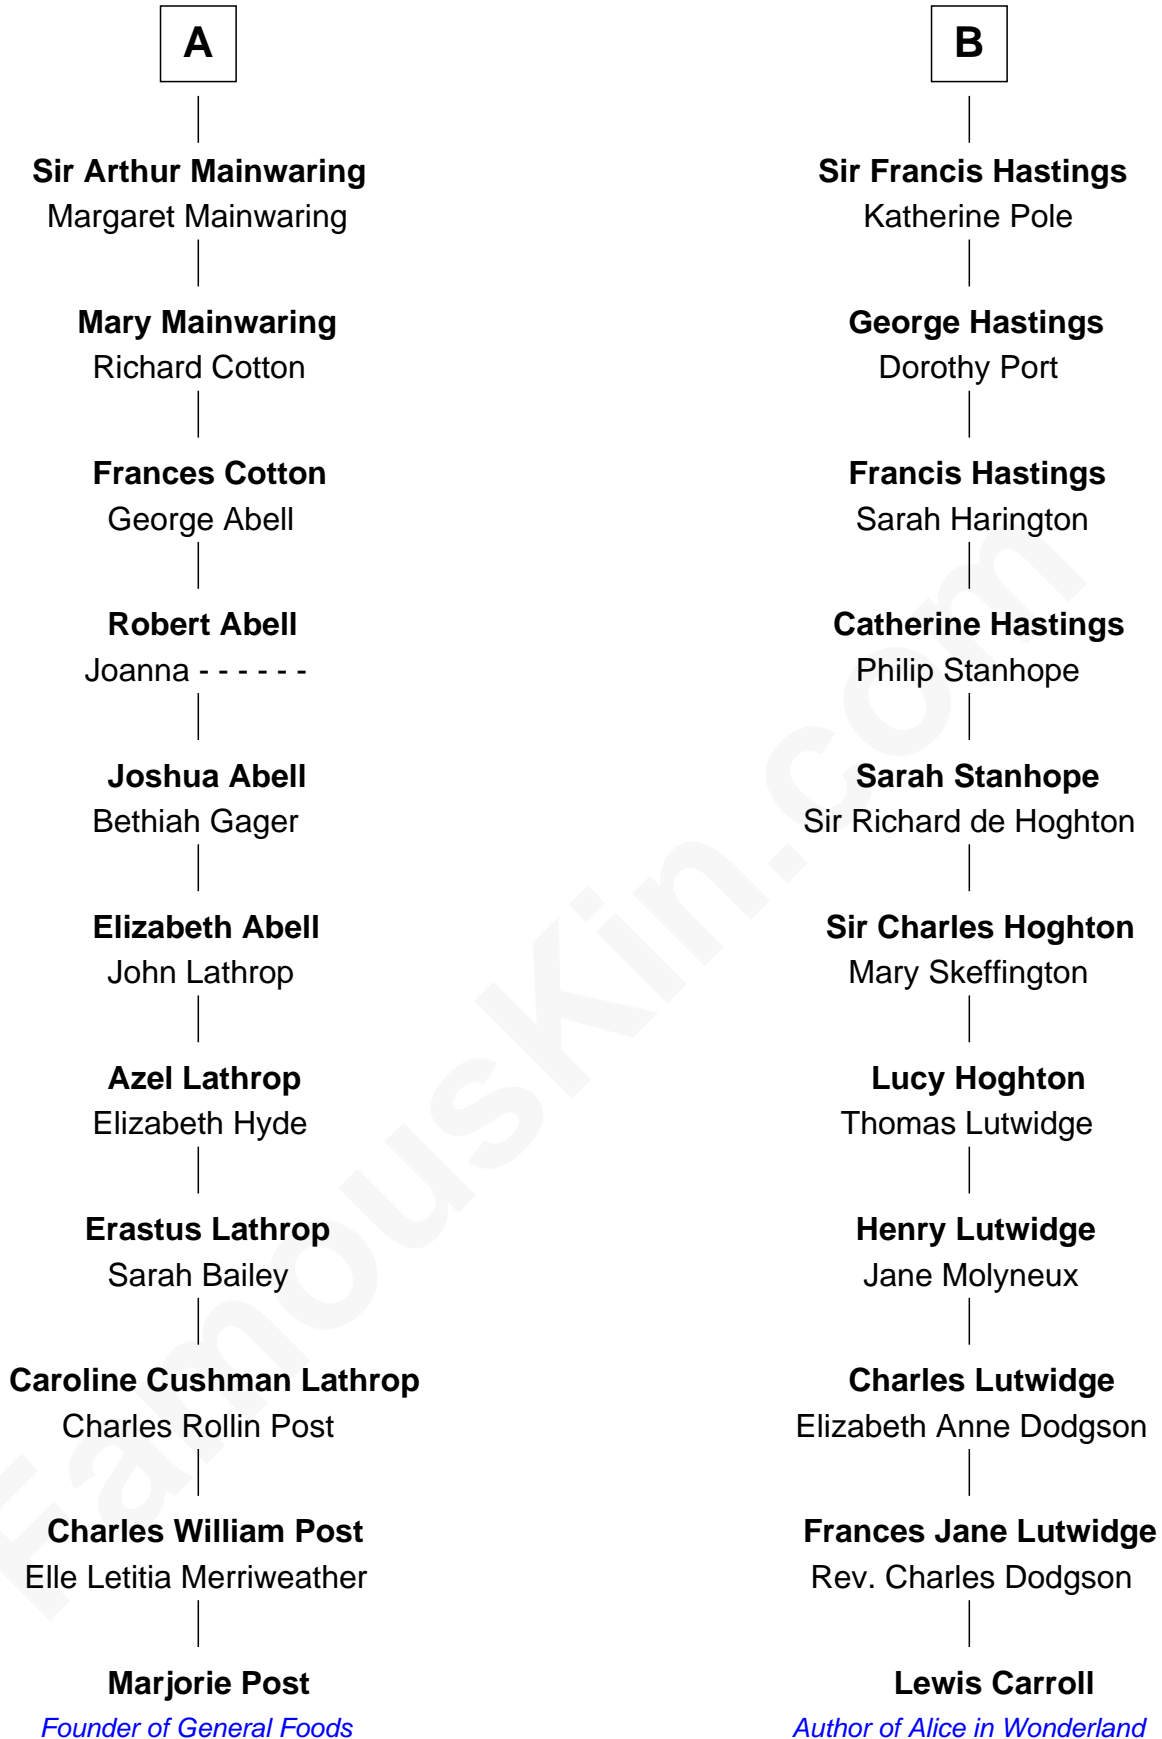 A
Sir Arthur Mainwaring
Margaret Mainwaring
Mary Mainwaring
Richard Cotton
Frances Cotton
George Abell
Robert Abell
Joanna - - - - - -
Joshua Abell
Bethiah Gager
Elizabeth Abell
John Lathrop
Azel Lathrop
Elizabeth Hyde
Erastus Lathrop
Sarah Bailey
Caroline Cushman Lathrop
Charles Rollin Post
Charles William Post
Elle Letitia Merriweather
Marjorie Post
Founder of General Foods
B
Sir Francis Hastings
Katherine Pole
George Hastings
Dorothy Port
Francis Hastings
Sarah Harington
Catherine Hastings
Philip Stanhope
Sarah Stanhope
Sir Richard de Hoghton
Sir Charles Hoghton
Mary Skeffington
Lucy Hoghton
Thomas Lutwidge
Henry Lutwidge
Jane Molyneux
Charles Lutwidge
Elizabeth Anne Dodgson
Frances Jane Lutwidge
Rev. Charles Dodgson
Lewis Carroll
Author of Alice in Wonderland
FamousKin.com